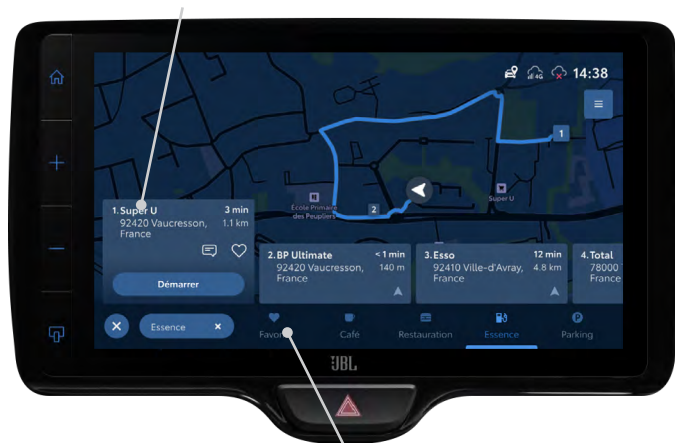 4G
14:38
1
École Primaire
des Peupliers
2
Super U
1. Super U 3 min
92420 Vaucresson, 1.1 km
France
Démarrer
2. BP Ultimate < 1 min
92420 Vaucresson, 140 m
France
3. Esso 12 min
92410 Ville-d'Avray, 4.8 km
France
4. Total
78000
France
Essence
Café
Restauration
Essence
P
Parking
JBL